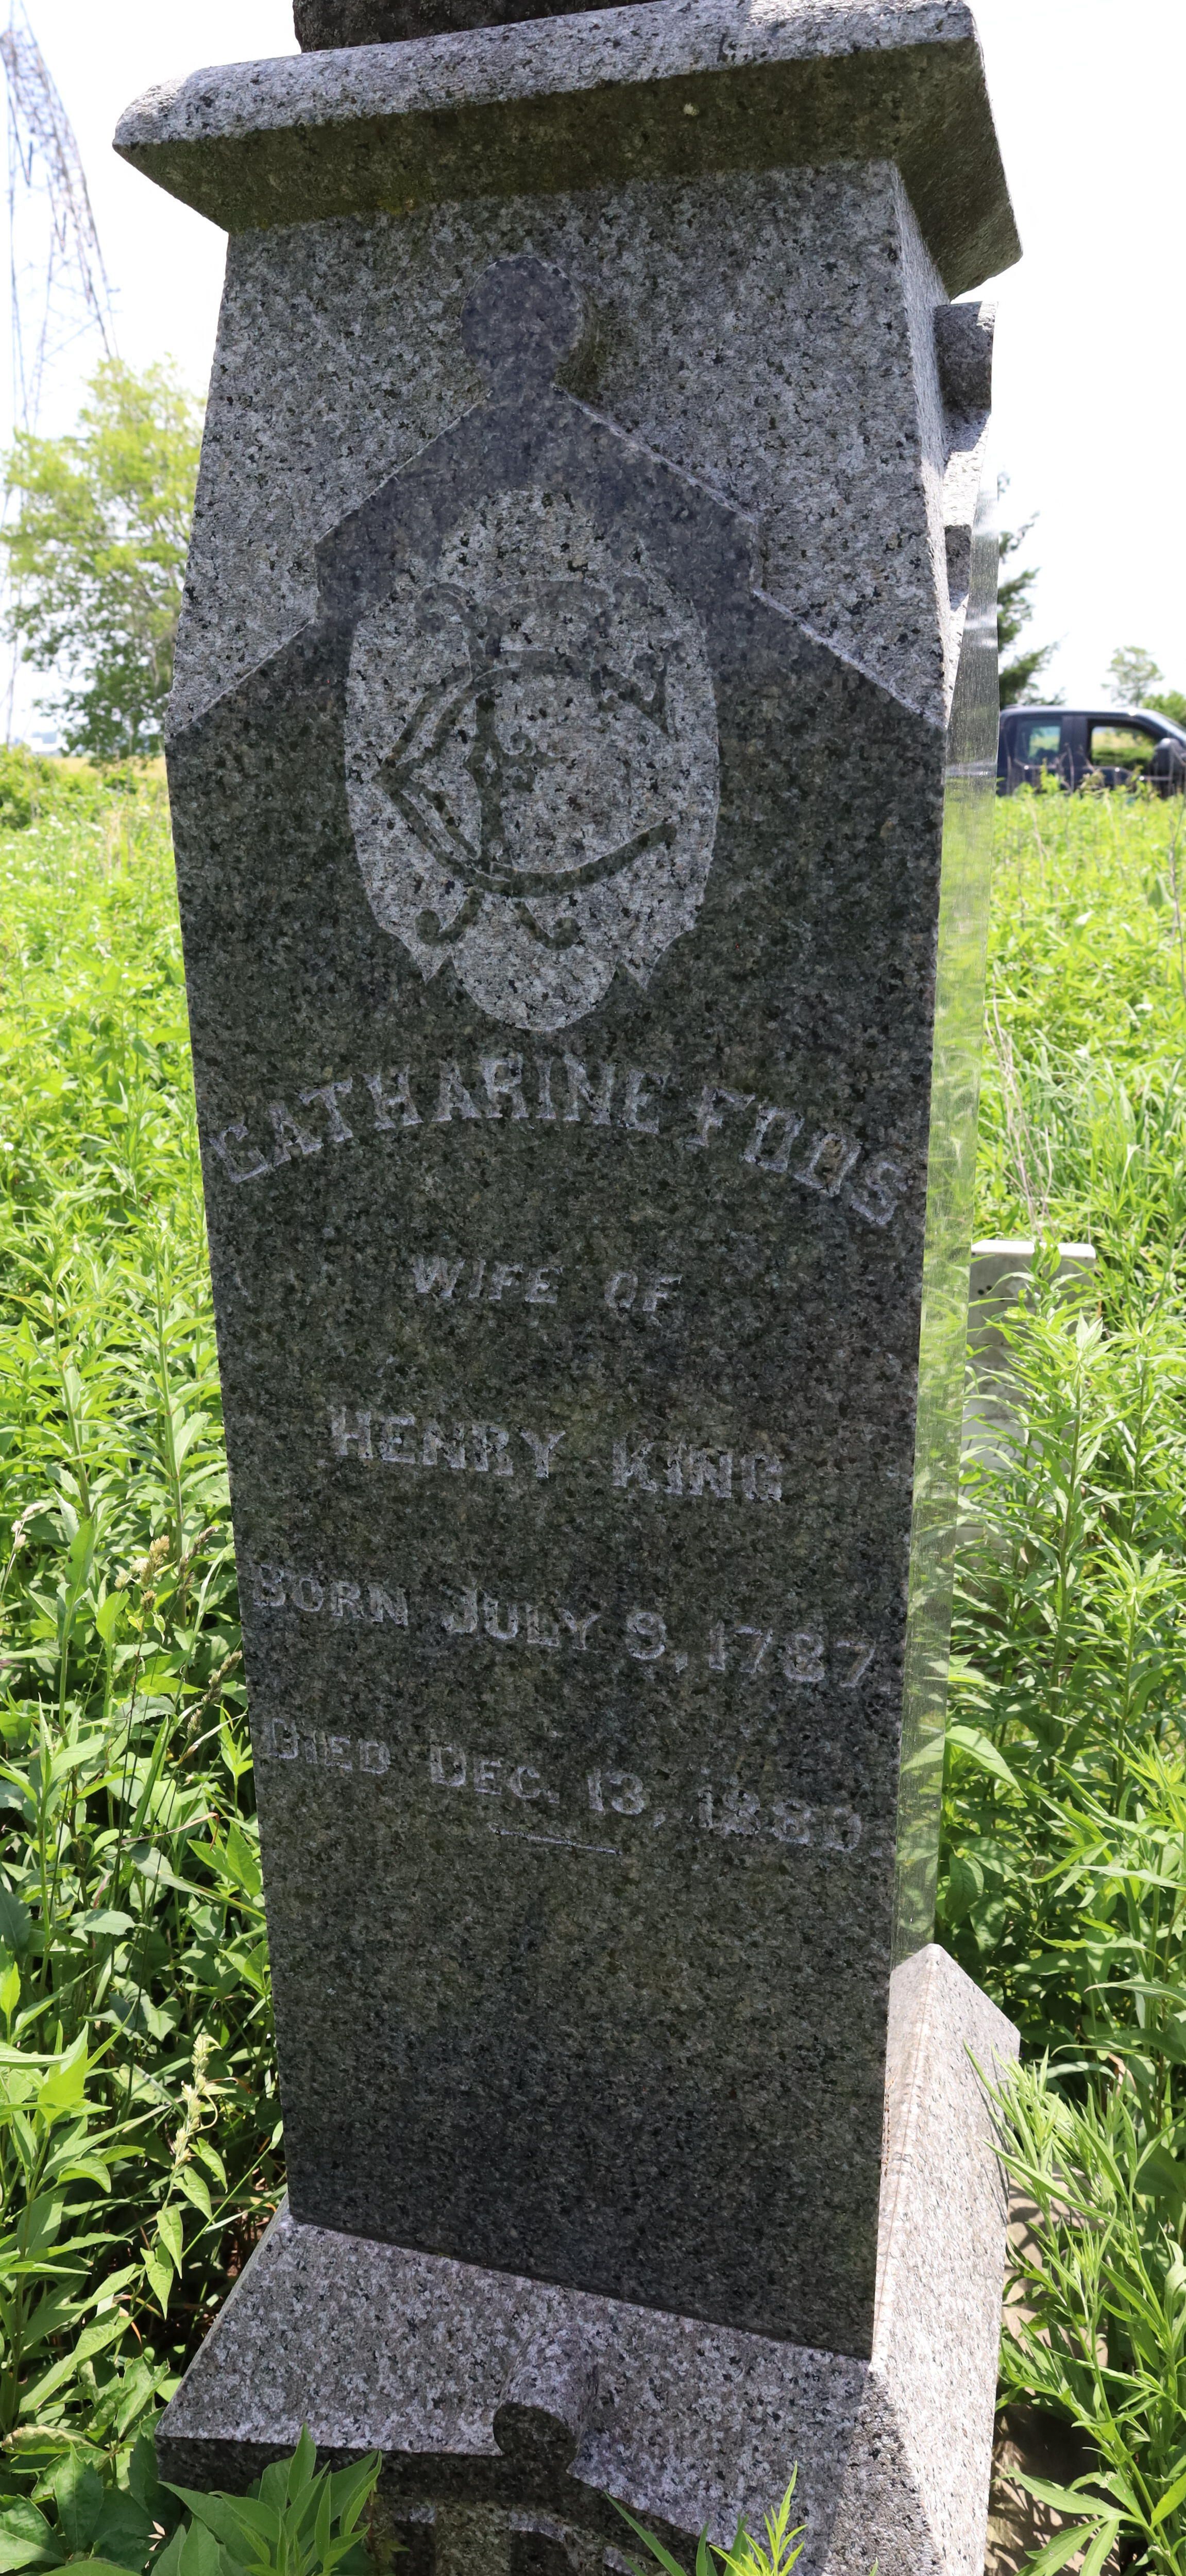 CATHARINE FOOS
WIFE OF
HENRY KING
BORN JULY 9, 1787
DIED DEC. 13, 1880